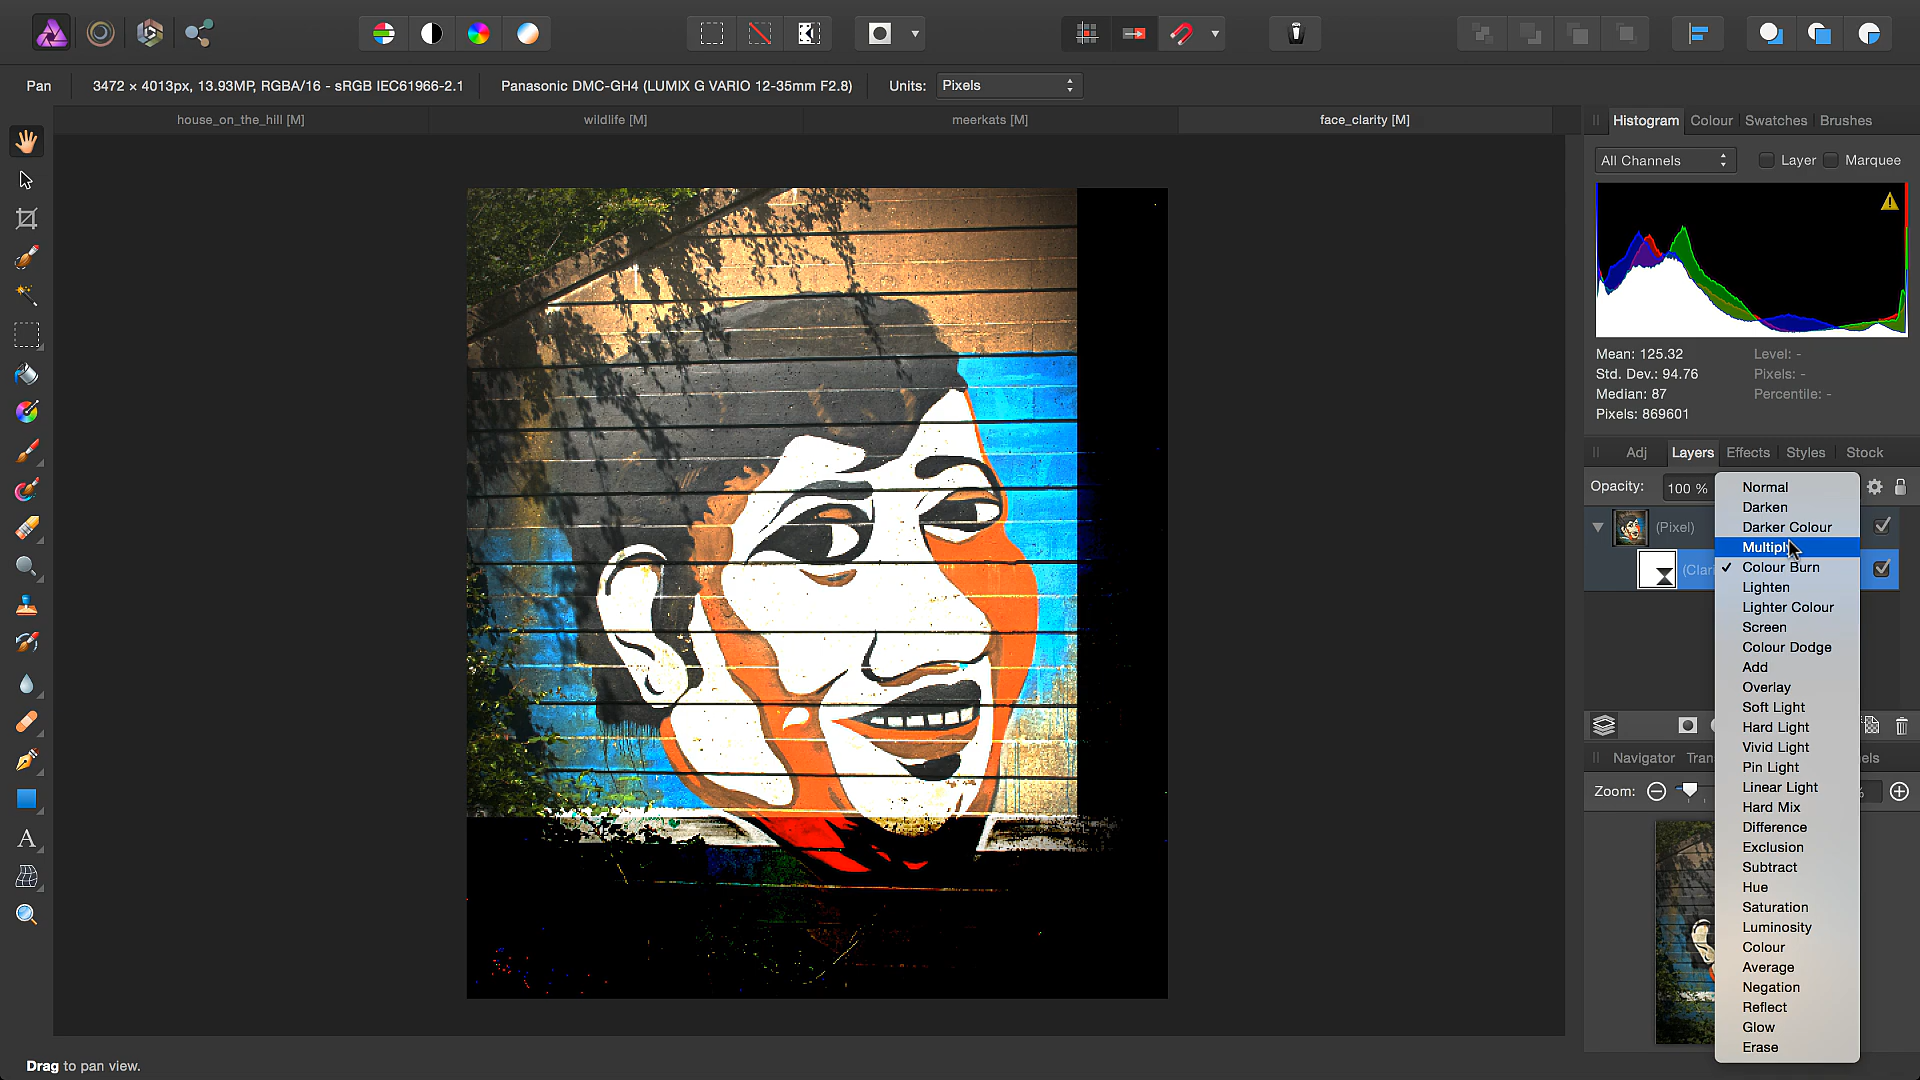 Pan
3472 × 4013px, 13.93MP, RGBA/16 - sRGB IEC61966-2.1
Panasonic DMC-GH4 (LUMIX G VARIO 12-35mm F2.8)
Units:
Pixels
house_on_the_hill [M]
wildlife [M]
meerkats [M]
face_clarity [M]
Histogram
Colour
Swatches
Brushes
All Channels
Layer
Marquee
Mean: 125.32
Level: -
Std. Dev.: 94.76
Pixels: -
Median: 87
Percentile: -
Pixels: 869601
Adj
Layers
Effects
Styles
Stock
Opacity:
100 %
(Pixel)
(Clari
Normal
Darken
Darker Colour
Multiply
Colour Burn
Lighten
Lighter Colour
Screen
Colour Dodge
Add
Overlay
Soft Light
Hard Light
Vivid Light
Pin Light
Linear Light
Hard Mix
Difference
Exclusion
Subtract
Hue
Saturation
Luminosity
Colour
Average
Negation
Reflect
Glow
Erase
Navigator
Tran
els
Zoom:
%
A
Drag to pan view.